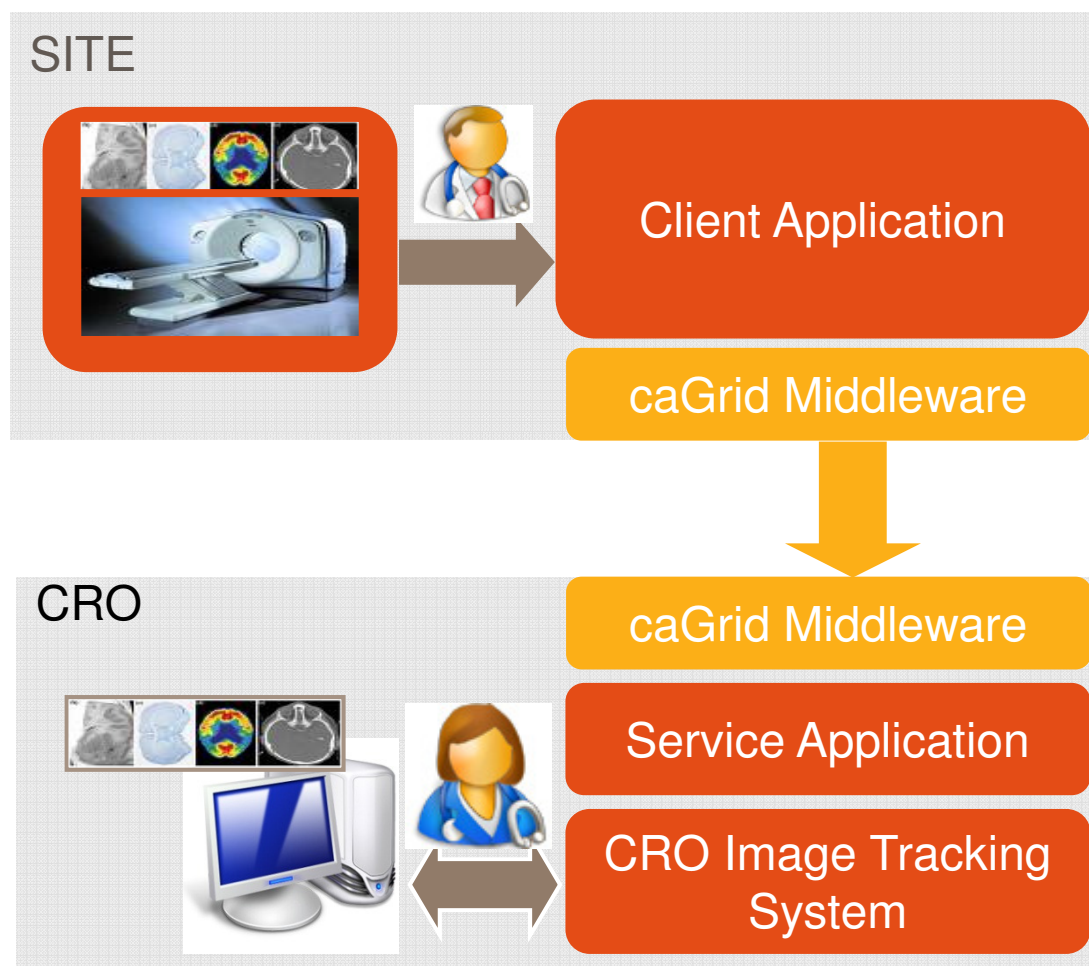 SITE
Client Application
caGrid Middleware
CRO
caGrid Middleware
Service Application
CRO Image Tracking
System